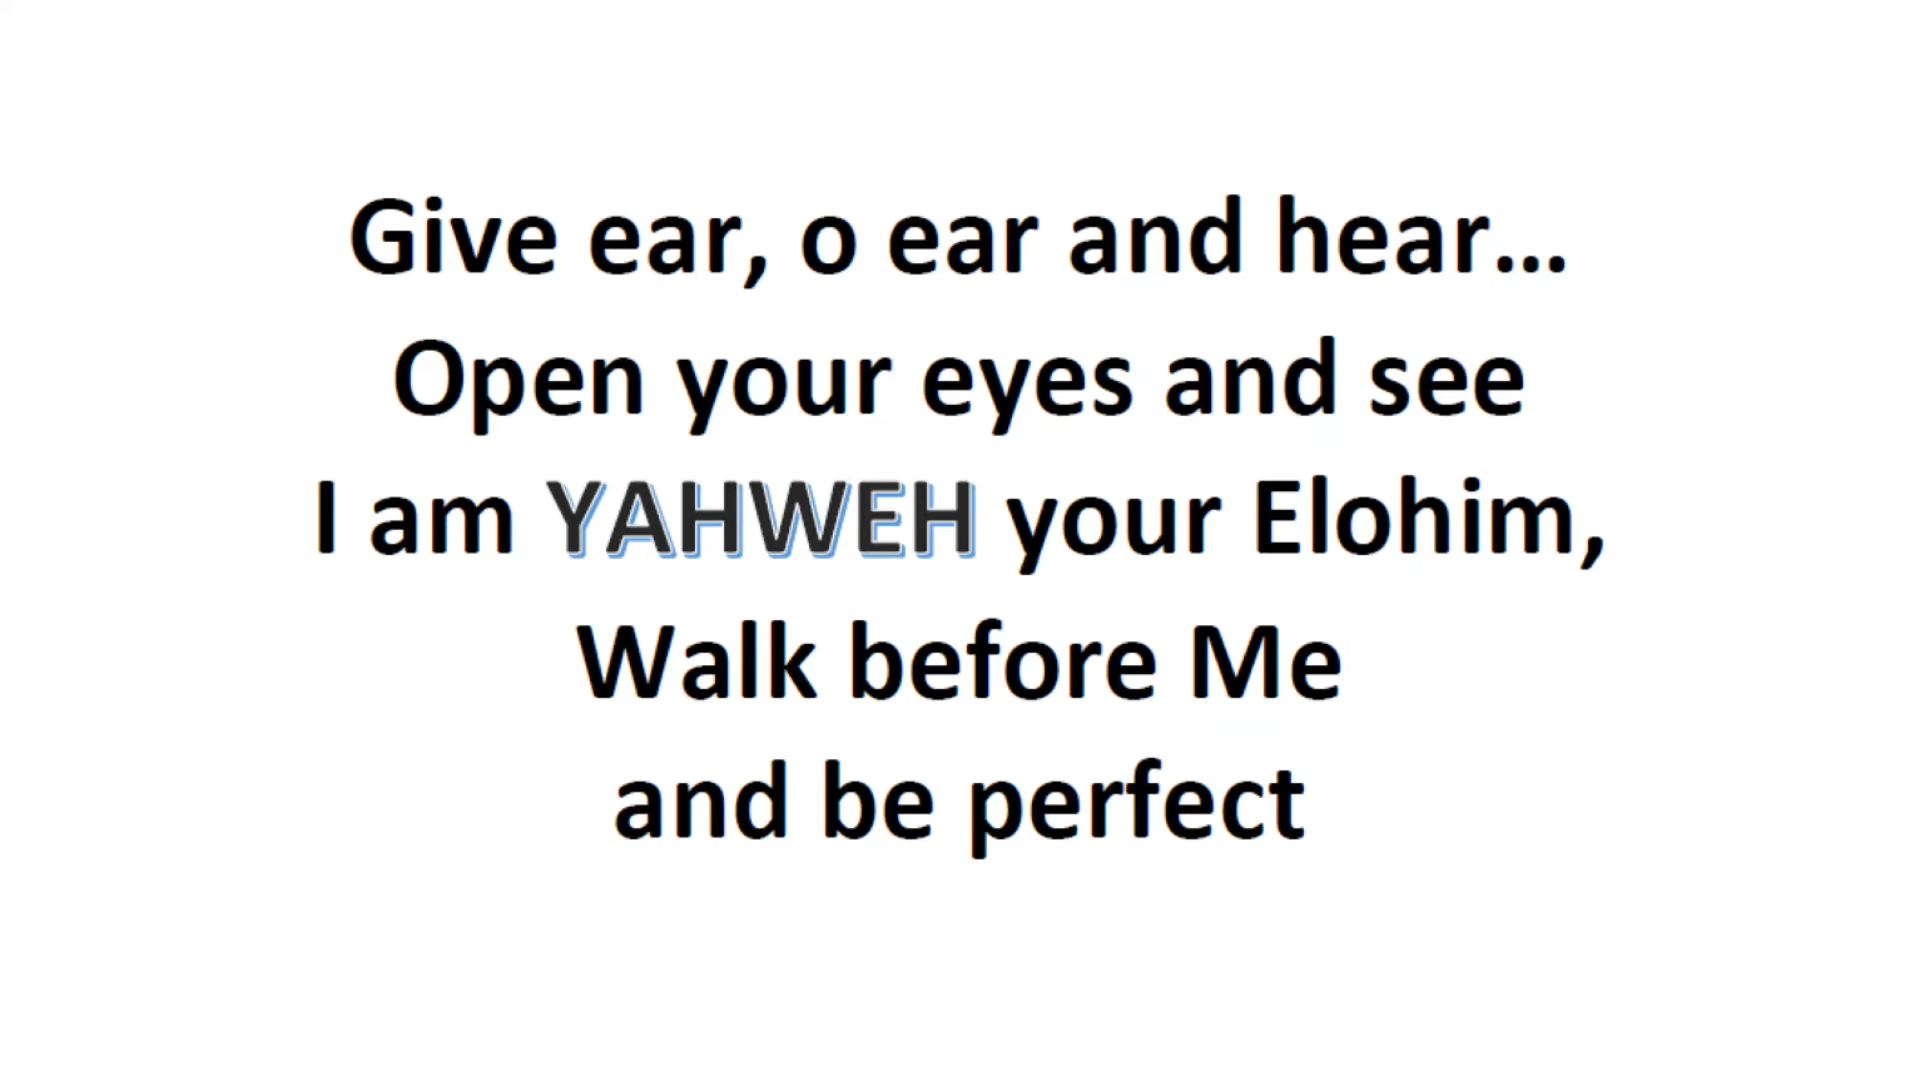 Give ear, o ear and hear...
Open your eyes and see
I am YAHWEH your Elohim,
Walk before Me
and be perfect